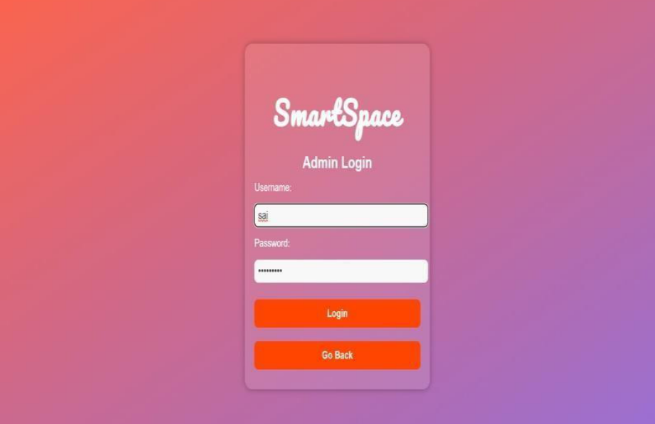 SmartSpace
Admin Login
Username:
sai
Password:
•••••••••
Login
Go Back